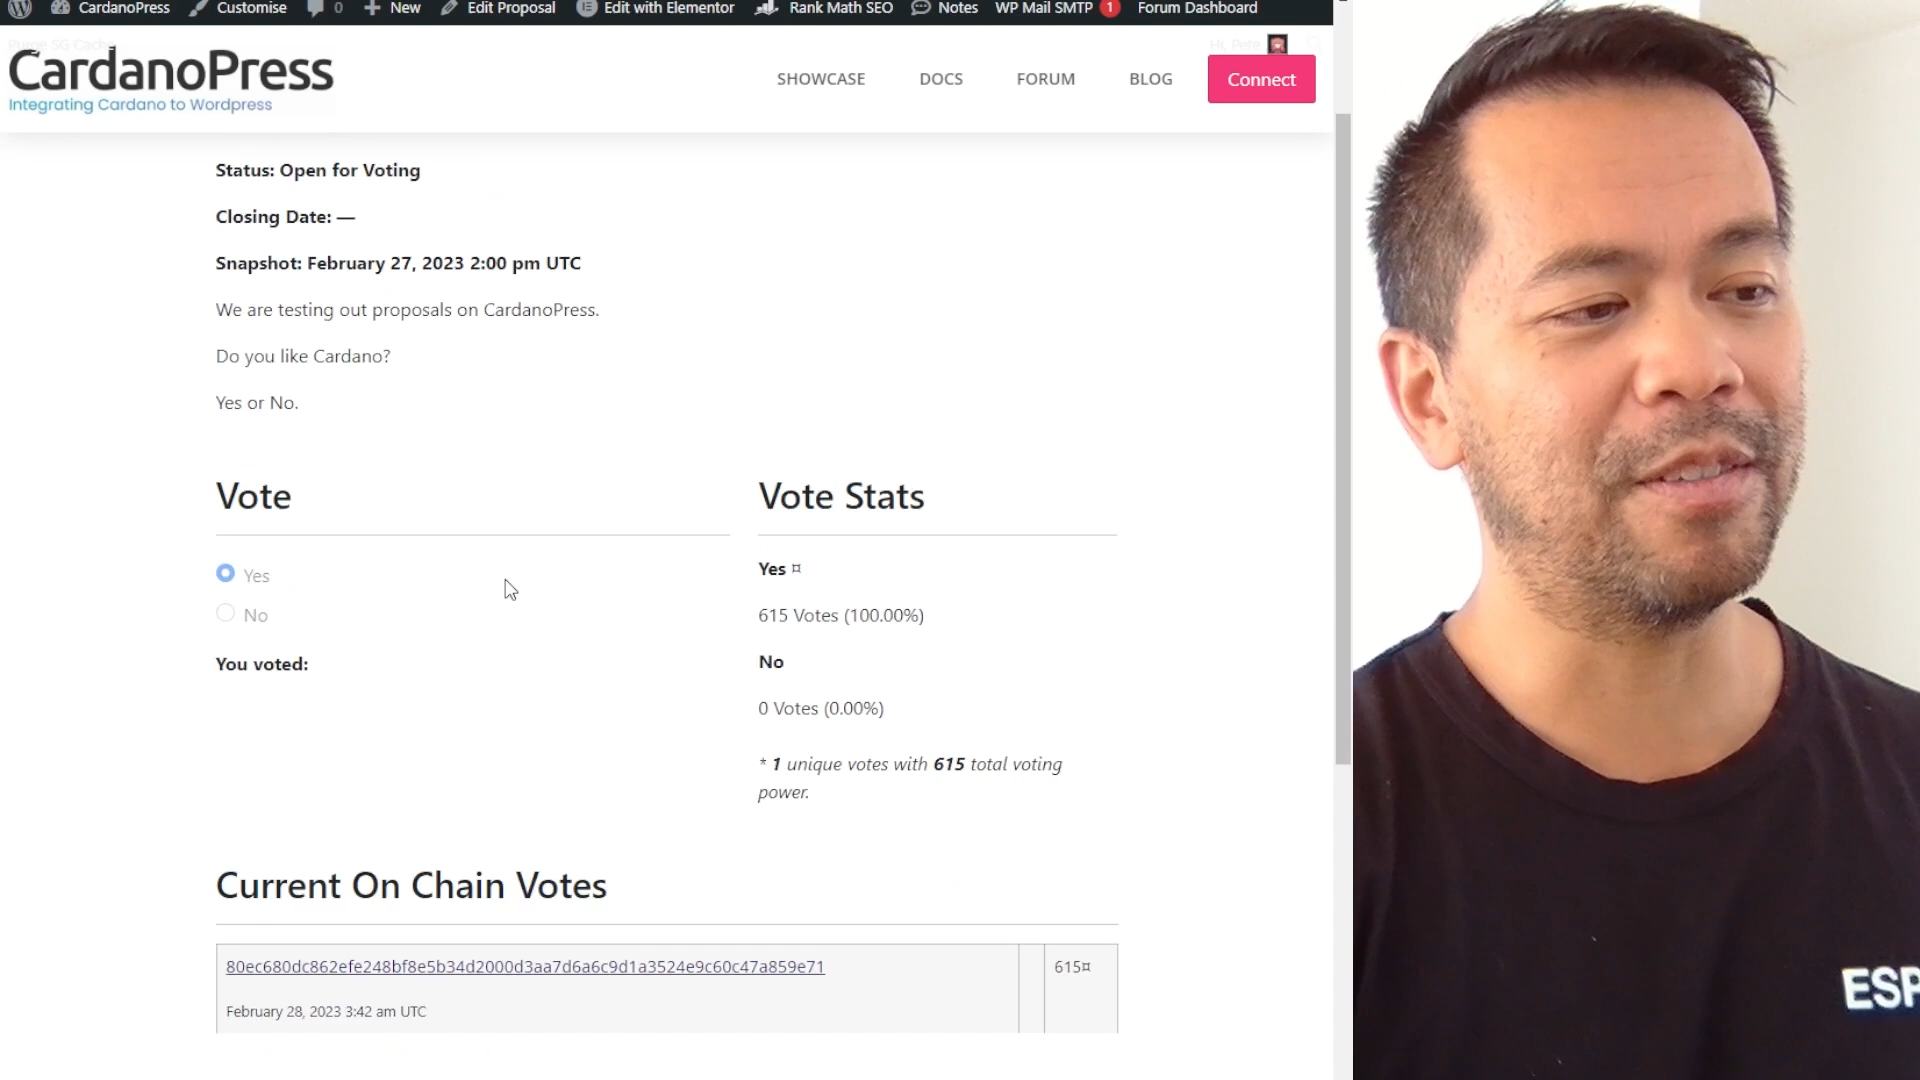 CardanoPress Customise 0 New Edit Proposal Edit with Elementor Rank Math SEO Notes WP Mail SMTP 1 Forum Dashboard
Purge SG Cache
Hi, Pete
CardanoPress
Integrating Cardano to Wordpress
SHOWCASE DOCS FORUM BLOG Connect
Status: Open for Voting
Closing Date: —
Snapshot: February 27, 2023 2:00 pm UTC
We are testing out proposals on CardanoPress.
Do you like Cardano?
Yes or No.
Vote
Yes
No
You voted:
Vote Stats
Yes ¤
615 Votes (100.00%)
No
0 Votes (0.00%)
* 1 unique votes with 615 total voting
power.
Current On Chain Votes
80ec680dc862efe248bf8e5b34d2000d3aa7d6a6c9d1a3524e9c60c47a859e71
615¤
February 28, 2023 3:42 am UTC
ESP